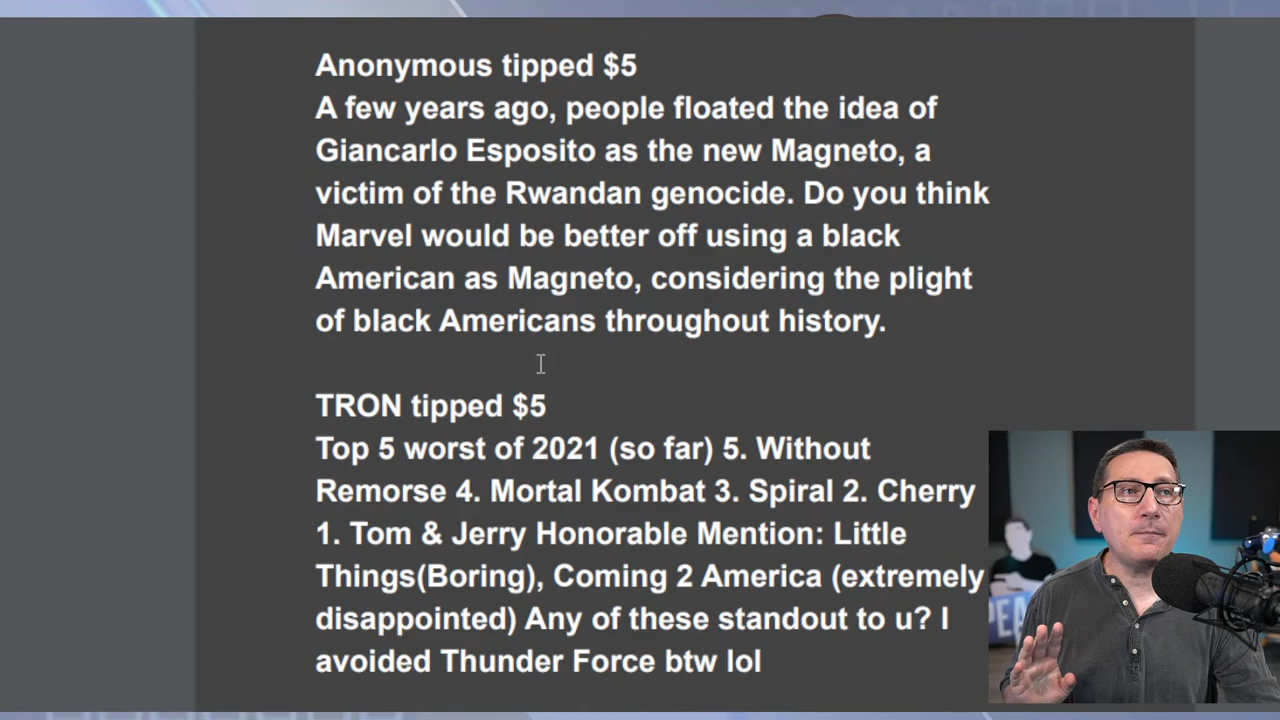 Anonymous tipped $5
A few years ago, people floated the idea of
Giancarlo Esposito as the new Magneto, a
victim of the Rwandan genocide. Do you think
Marvel would be better off using a black
American as Magneto, considering the plight
of black Americans throughout history.
TRON tipped $5
Top 5 worst of 2021 (so far) 5. Without
Remorse 4. Mortal Kombat 3. Spiral 2. Cherry
1. Tom & Jerry Honorable Mention: Little
Things(Boring), Coming 2 America (extremely
disappointed) Any of these standout to u? I
avoided Thunder Force btw lol